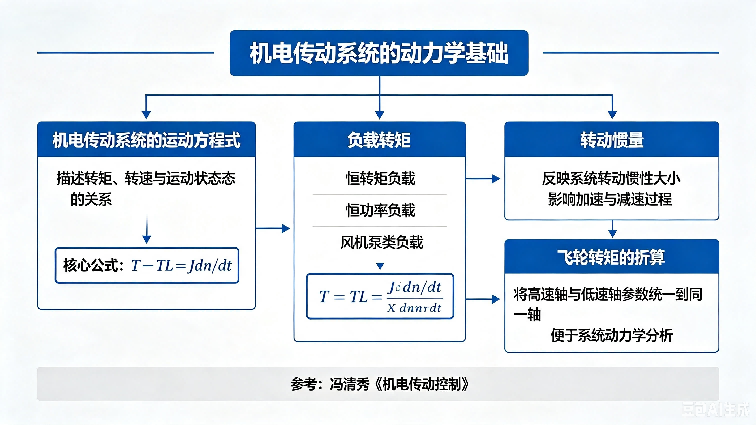 机电传动系统的动力学基础
机电传动系统的运动方程式
描述转矩、转速与运动状态态
的关系
核心公式：T−TL=Jdn/dt
负载转矩
恒转矩负载
恒功率负载
风机泵类负载
T = TL =
转动惯量
反映系统转动惯性大小
影响加速与减速过程
飞轮转矩的折算
将高速轴与低速轴参数统一到同
一轴
便于系统动力学分析
参考：冯清秀《机电传动控制》